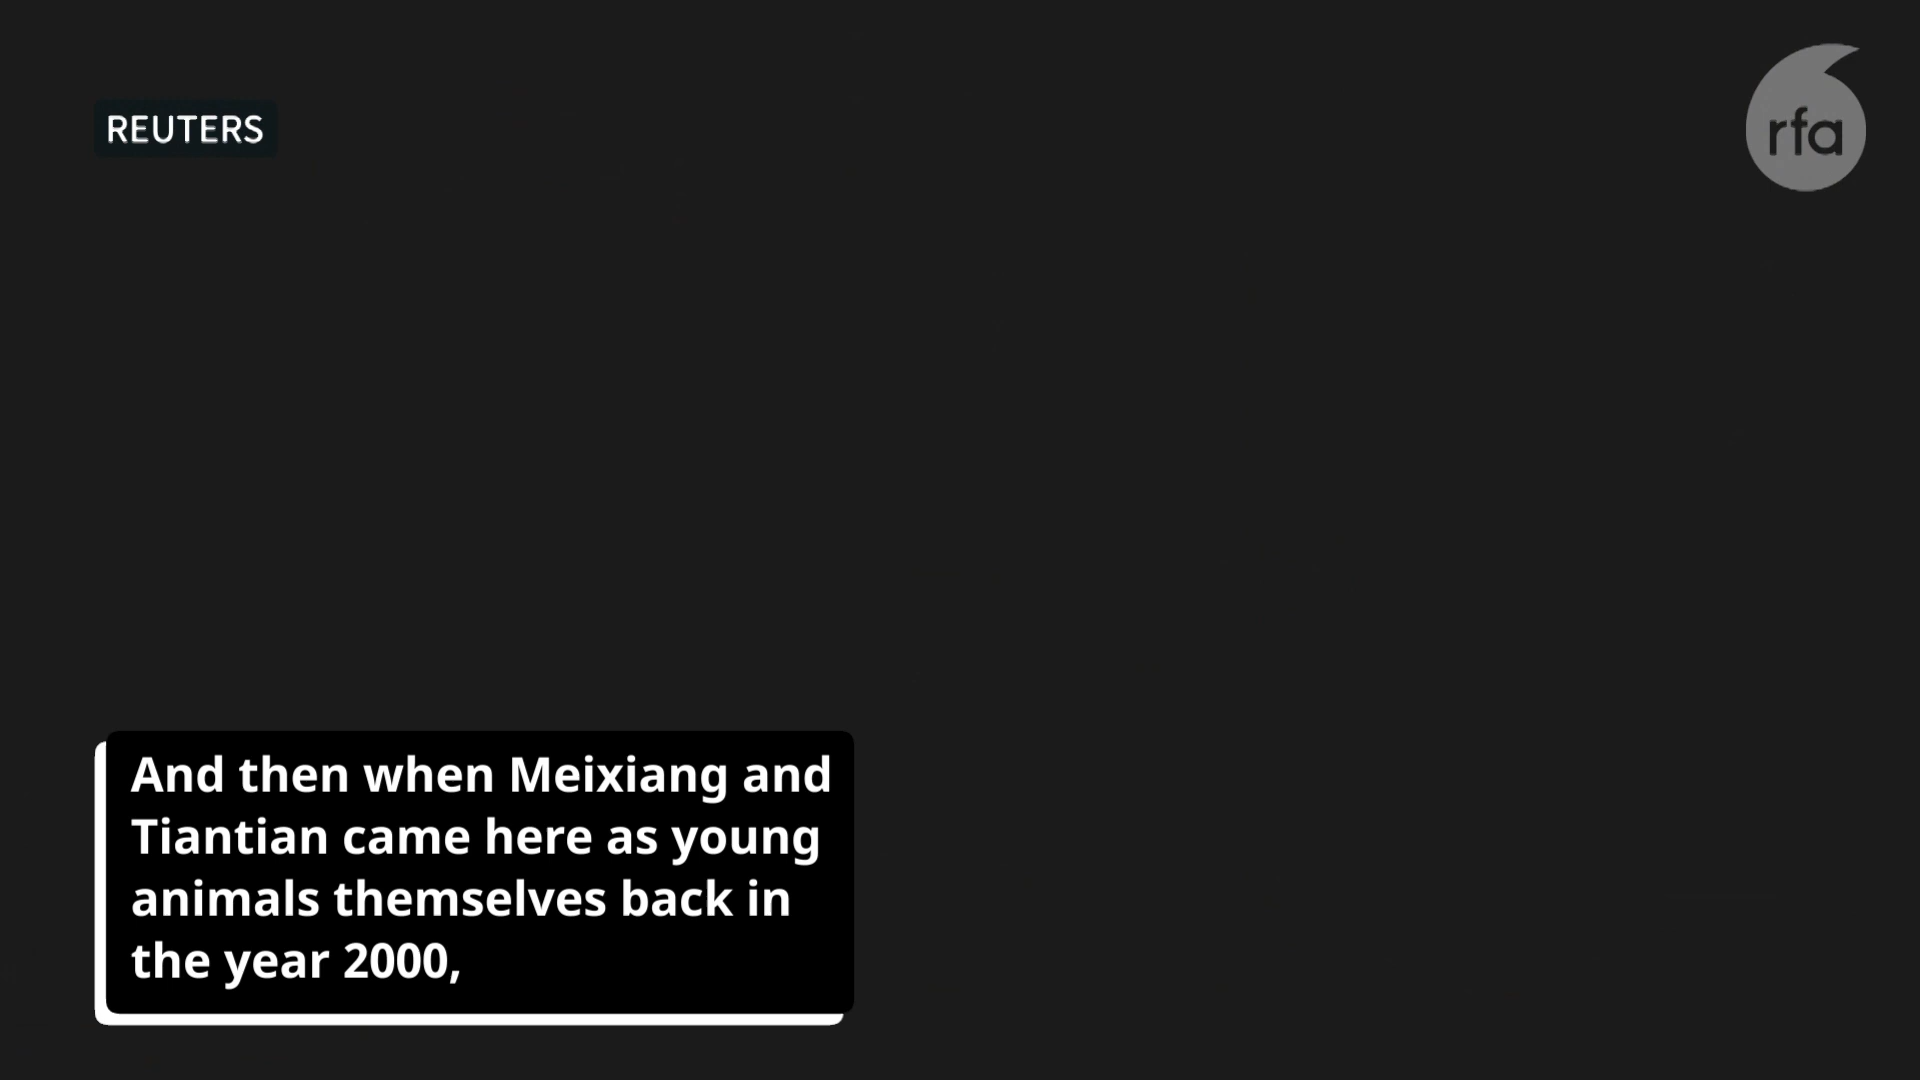 REUTERS
rfa
And then when Meixiang and
Tiantian came here as young
animals themselves back in
the year 2000,